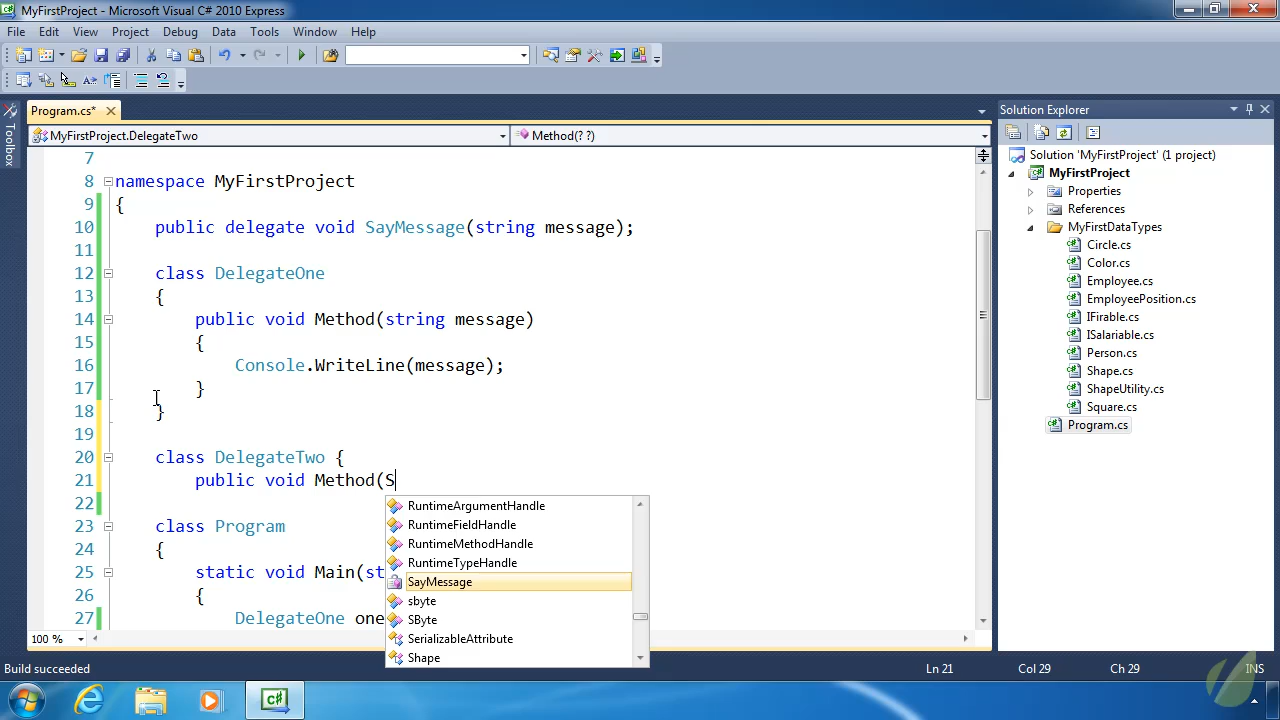 MyFirstProject - Microsoft Visual C# 2010 Express
File Edit View Project Debug Data Tools Window Help
Toolbox
Program.cs*
MyFirstProject.DelegateTwo
Method(? ?)
7
8 namespace MyFirstProject
9 {
10 public delegate void SayMessage(string message);
11
12 class DelegateOne
13 {
14 public void Method(string message)
15 {
16 Console.WriteLine(message);
17 }
18 }
19
20 class DelegateTwo {
21 public void Method(S
22
23 class Program
24 {
25 static void Main(st
26 {
27 DelegateOne one
RuntimeArgumentHandle
RuntimeFieldHandle
RuntimeMethodHandle
RuntimeTypeHandle
SayMessage
sbyte
SByte
SerializableAttribute
Shape
100 %
Solution Explorer
Solution 'MyFirstProject' (1 project)
MyFirstProject
Properties
References
MyFirstDataTypes
Circle.cs
Color.cs
Employee.cs
EmployeePosition.cs
IFirable.cs
ISalariable.cs
Person.cs
Shape.cs
ShapeUtility.cs
Square.cs
Program.cs
Build succeeded
Ln 21 Col 29 Ch 29 INS
C#